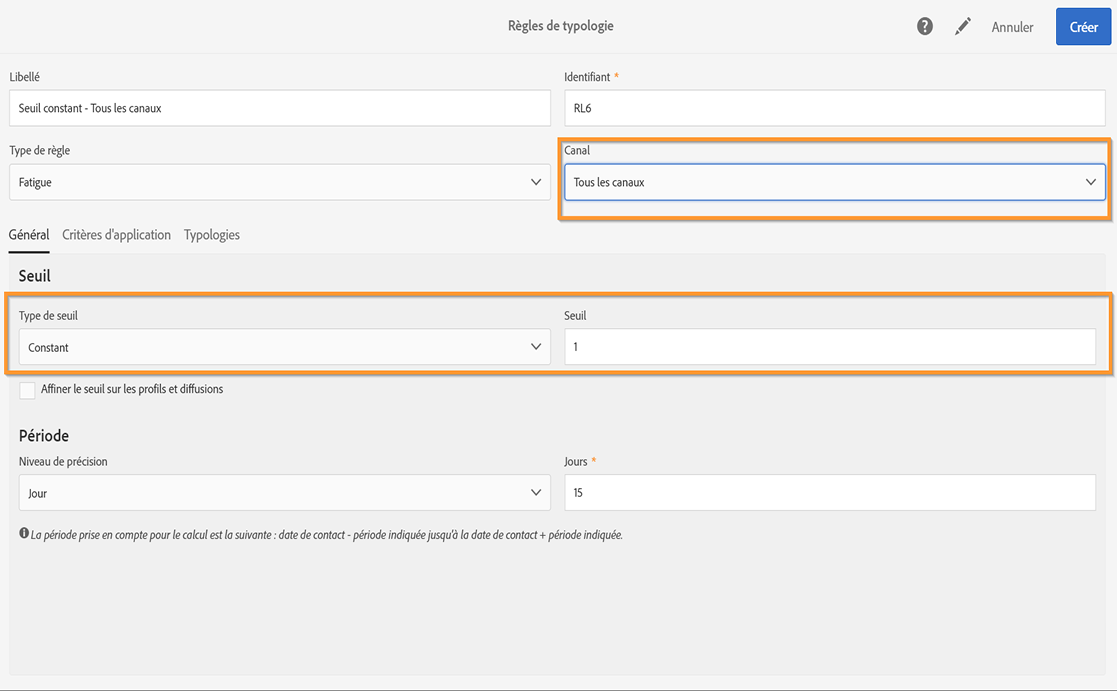 Règles de typologie
Annuler
Créer
Libellé
Identifiant *
Seuil constant - Tous les canaux
RL6
Type de règle
Canal
Fatigue
Tous les canaux
Général Critères d'application Typologies
Seuil
Type de seuil
Seuil
Constant
1
Affiner le seuil sur les profils et diffusions
Période
Niveau de précision
Jours *
Jour
15
La période prise en compte pour le calcul est la suivante : date de contact - période indiquée jusqu'à la date de contact + période indiquée.